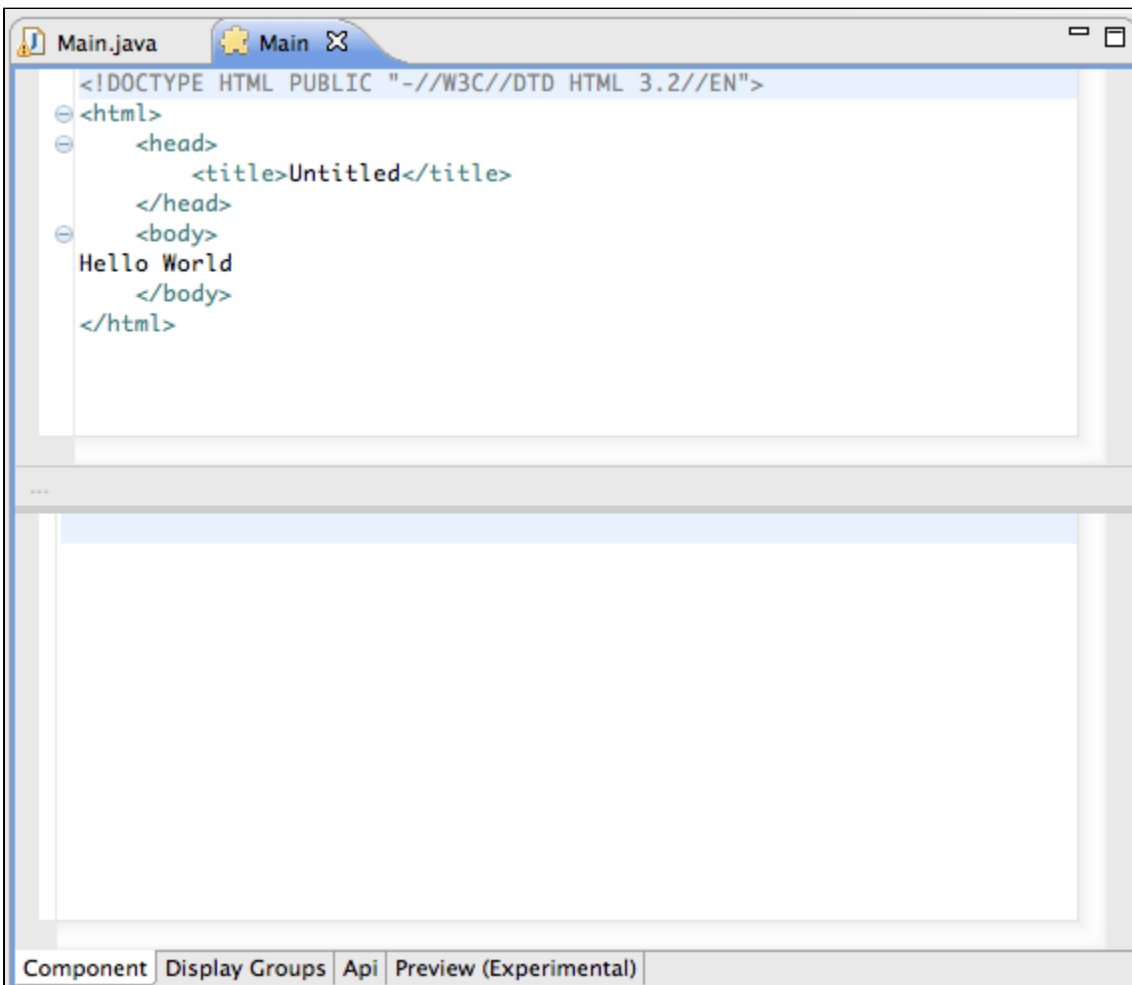 Main.java Main
<!DOCTYPE HTML PUBLIC "-//W3C//DTD HTML 3.2//EN">
<html>
<head>
<title>Untitled</title>
</head>
<body>
Hello World
</body>
</html>
...
Component Display Groups Api Preview (Experimental)